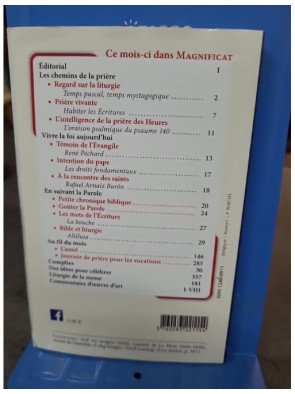 Ce mois-ci dans MAGNIFICAT
Éditorial 1
Les chemins de la prière
• Regard sur la liturgie
Temps pascal, temps mystagogique 2
• Prière vivante
Habiter les Écritures 7
• L'intelligence de la prière des Heures
L'oraison psalmique du psaume 140 11
Vivre la foi aujourd'hui
• Témoin de l'Évangile
René Péchard 13
• Intention du pape
Les droits fondamentaux 17
• À la rencontre des saints
Rafael Arnaiz Barón 18
En suivant la Parole
• Petite chronique biblique 20
• Goûter la Parole 24
• Les mots de l'Écriture
La bouche 27
• Bible et liturgie
Alléluia 29
Au fil du mois
• L'autel 146
• Journée de prière pour les vocations 285
Complies 30
Des idées pour célébrer 357
Liturgie de la messe 181
Commentaire d'œuvre d'art I-VIII
f